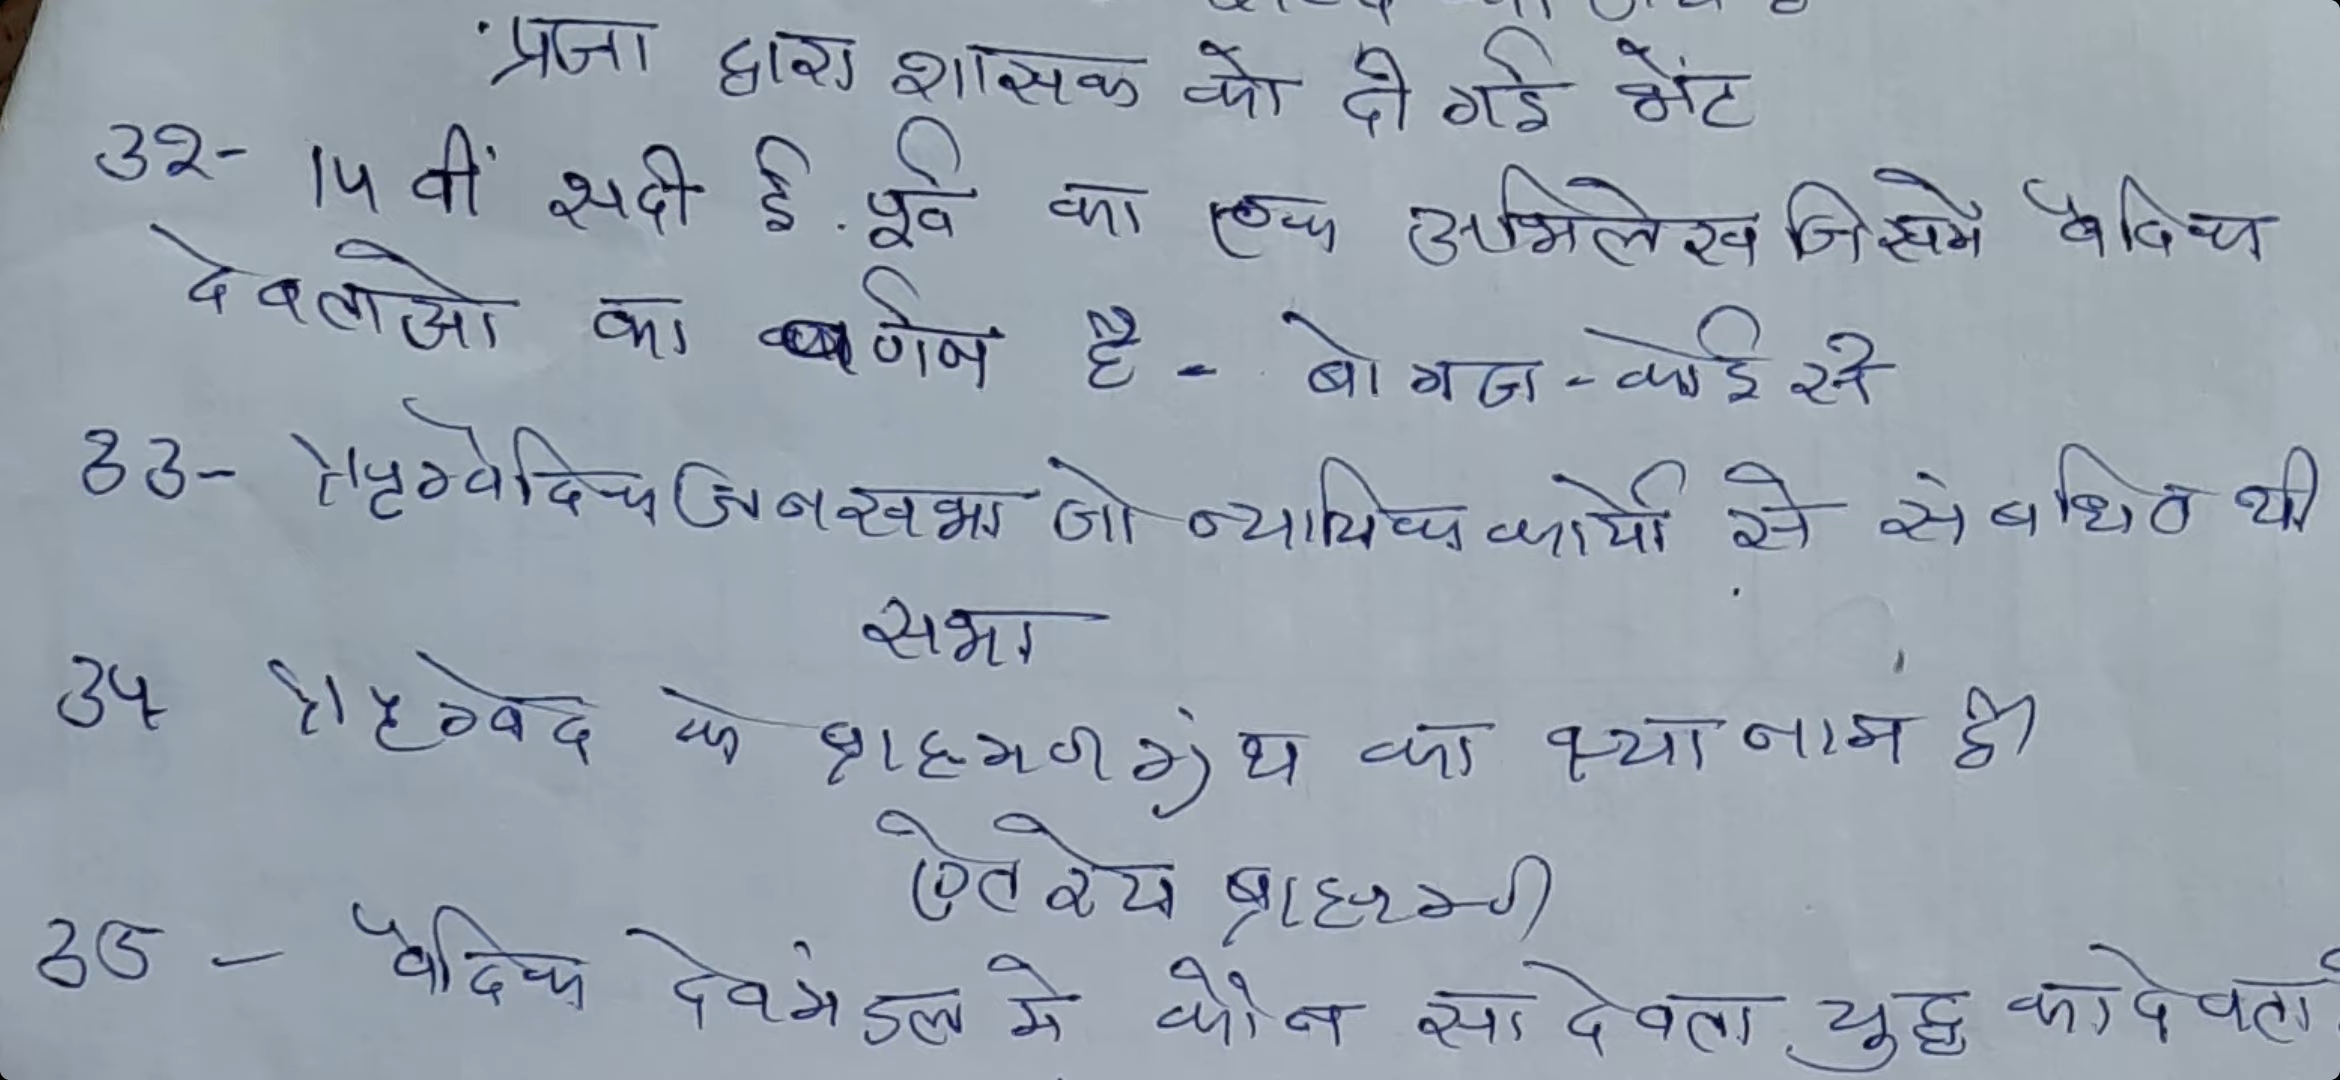 प्रजा द्वारा शासक को दी गई भेंट
32- 14 वीं सदी ई. पूर्व का एक अभिलेख जिसमें वैदिक
देवताओ का वर्णन है - बोगज - कोई से
33- ऋग्वेदिक जनसभा जो न्यायिक कार्यो से संबधित थी
सभा
34 ऋग्वेद के ब्राह्मण ग्रंथ का क्या नाम है
ऐतरेय ब्राह्मण
35 - वैदिक देवमंडल मे कौन सा देवता युद्ध का देवता